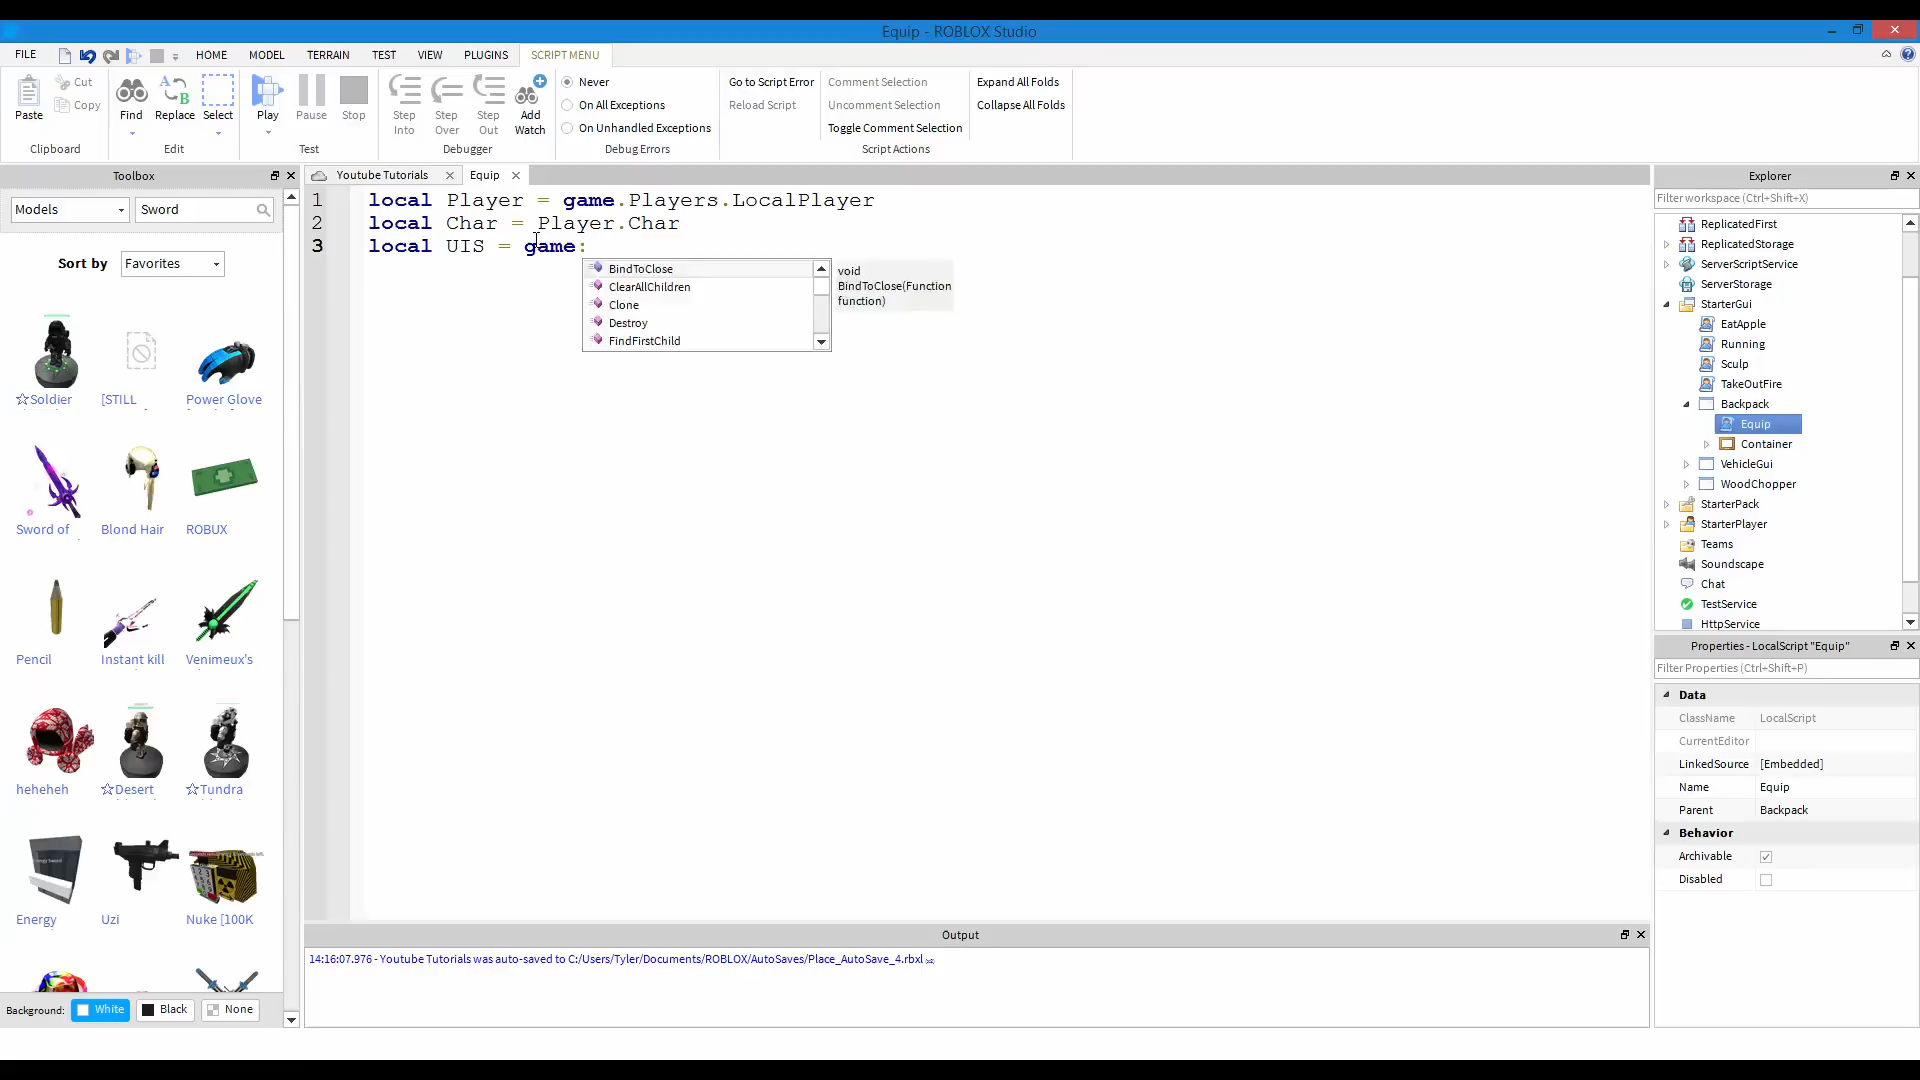 Equip - ROBLOX Studio
FILE HOME MODEL TERRAIN TEST VIEW PLUGINS SCRIPT MENU
Paste Cut Copy Clipboard
Find Replace Select Edit
Play Pause Stop Test
Step Into Step Over Step Out Add Watch Debugger
Never
On All Exceptions
On Unhandled Exceptions
Debug Errors
Go to Script Error
Reload Script
Comment Selection
Uncomment Selection
Toggle Comment Selection
Expand All Folds
Collapse All Folds
Script Actions
Toolbox
Models Sword
Sort by Favorites
Soldier [STILL Power Glove
Sword of Blond Hair ROBUX
Pencil Instant kill Venimeux's
heheheh Desert Tundra
Energy Uzi Nuke [100K
Background: White Black None
Youtube Tutorials Equip
1 local Player = game.Players.LocalPlayer
2 local Char = Player.Char
3 local UIS = game:
BindToClose
ClearAllChildren
Clone
Destroy
FindFirstChild
void
BindToClose(Function
function)
Output
14:16:07.976 - Youtube Tutorials was auto-saved to C:/Users/Tyler/Documents/ROBLOX/AutoSaves/Place_AutoSave_4.rbxl
Explorer
Filter workspace (Ctrl+Shift+X)
ReplicatedFirst
ReplicatedStorage
ServerScriptService
ServerStorage
StarterGui
EatApple
Running
Sculp
TakeOutFire
Backpack
Equip
Container
VehicleGui
WoodChopper
StarterPack
StarterPlayer
Teams
Soundscape
Chat
TestService
HttpService
Properties - LocalScript "Equip"
Filter Properties (Ctrl+Shift+P)
Data
ClassName LocalScript
CurrentEditor
LinkedSource [Embedded]
Name Equip
Parent Backpack
Behavior
Archivable
Disabled